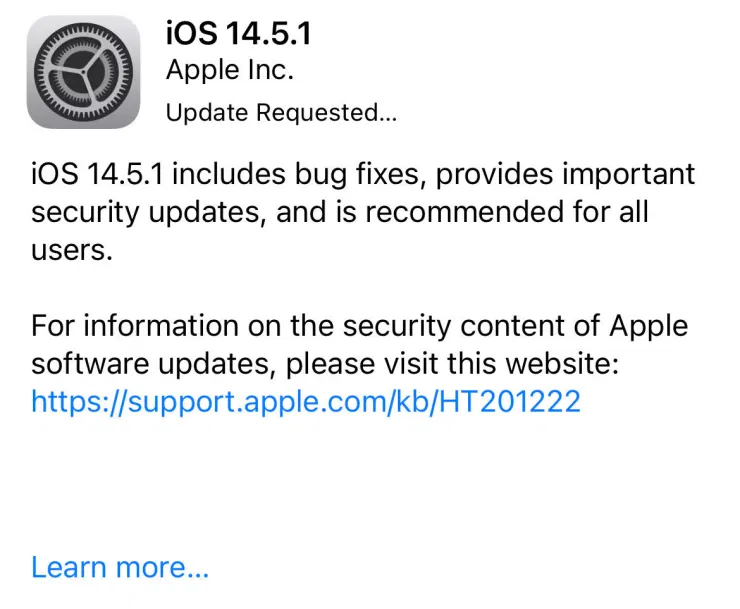 iOS 14.5.1
Apple Inc.
Update Requested...
iOS 14.5.1 includes bug fixes, provides important
security updates, and is recommended for all
users.
For information on the security content of Apple
software updates, please visit this website:
https://support.apple.com/kb/HT201222
Learn more...